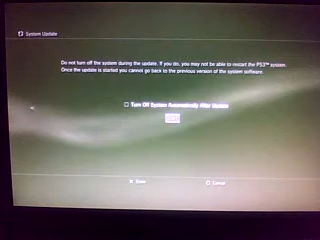 System Update
Do not turn off the system during the update. If you do, you may not be able to restart the PS3™ system.
Once the update is started you cannot go back to the previous version of the system software.
Turn Off System Automatically After Update
Enter
Cancel